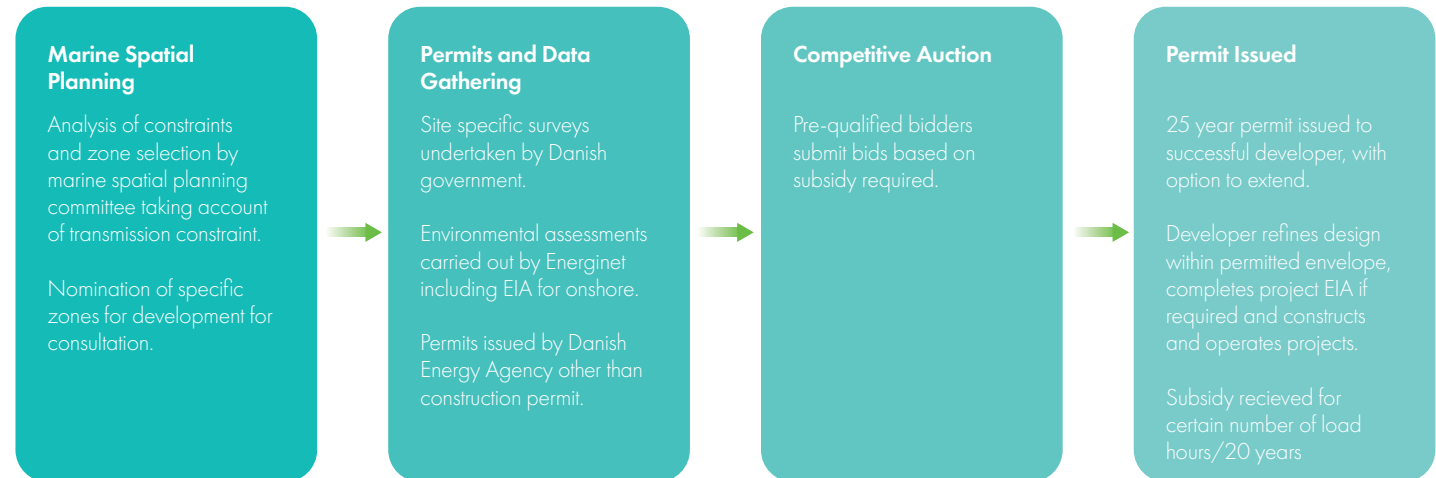 Marine Spatial
Planning
Analysis of constraints
and zone selection by
marine spatial planning
committee taking account
of transmission constraint.
Nomination of specific
zones for development for
consultation.
Permits and Data
Gathering
Site specific surveys
undertaken by Danish
government.
Environmental assessments
carried out by Energinet
including EIA for onshore.
Permits issued by Danish
Energy Agency other than
construction permit.
Competitive Auction
Pre-qualified bidders
submit bids based on
subsidy required.
Permit Issued
25 year permit issued to
successful developer, with
option to extend.
Developer refines design
within permitted envelope,
completes project EIA if
required and constructs
and operates projects.
Subsidy recieved for
certain number of load
hours/20 years